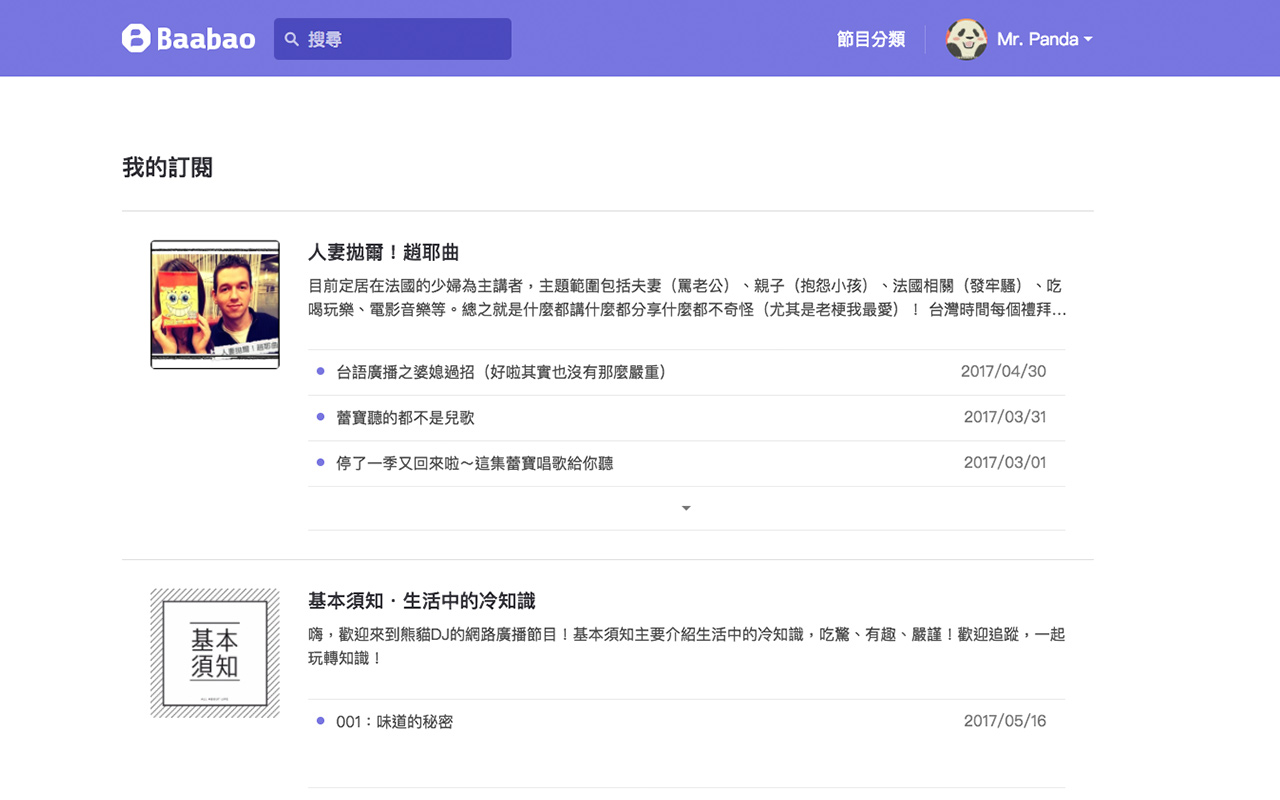 Baabao
搜尋
節目分類
Mr. Panda
我的訂閱
人妻拋爾！趙耶曲
人妻拋爾！趙耶曲
目前定居在法國的少婦為主講者，主題範圍包括夫妻（罵老公）、親子（抱怨小孩）、法國相關（發牢騷）、吃
喝玩樂、電影音樂等。總之就是什麼都講什麼都分享什麼都不奇怪（尤其是老梗我最愛）！ 台灣時間每個禮拜...
台語廣播之婆媳過招（好啦其實也沒有那麼嚴重） 2017/04/30
蕾寶聽的都不是兒歌 2017/03/31
停了一季又回來啦～這集蕾寶唱歌給你聽 2017/03/01
基本
須知
ALL ABOUT LIFE
基本須知・生活中的冷知識
嗨，歡迎來到熊貓DJ的網路廣播節目！基本須知主要介紹生活中的冷知識，吃驚、有趣、嚴謹！歡迎追蹤，一起
玩轉知識！
001：味道的秘密 2017/05/16